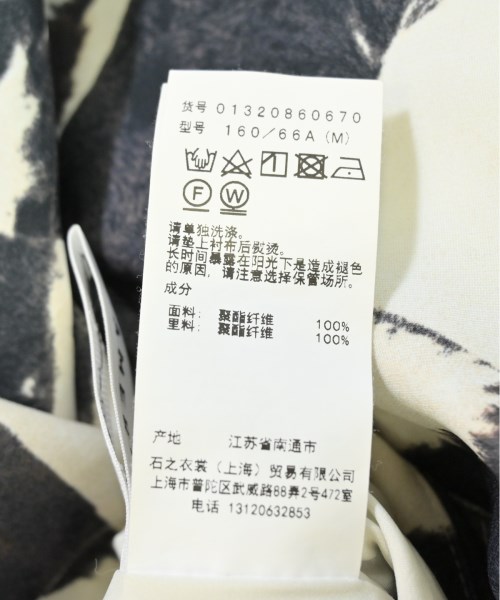 货号 01320860670
型号 160/66A (M)
F W
请单独洗涤。
请垫上衬布后熨烫。
长时间暴露在阳光下是造成褪色
的原因，请注意选择保管场所。
成分
面料: 聚酯纤维 100%
里料: 聚酯纤维 100%
产地 江苏省南通市
石之衣裳（上海）贸易有限公司
上海市普陀区武威路88弄2号472室
电话 13120632853